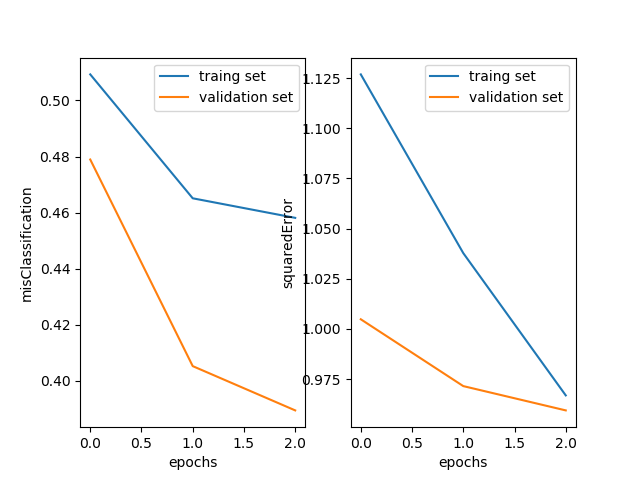 traing set
validation set
0.50
0.48
0.46
0.44
0.42
0.40
misClassification
0.0
0.5
1.0
1.5
2.0
epochs
traing set
validation set
1.125
1.100
1.075
1.050
1.025
1.000
0.975
squaredError
0.0
0.5
1.0
1.5
2.0
epochs